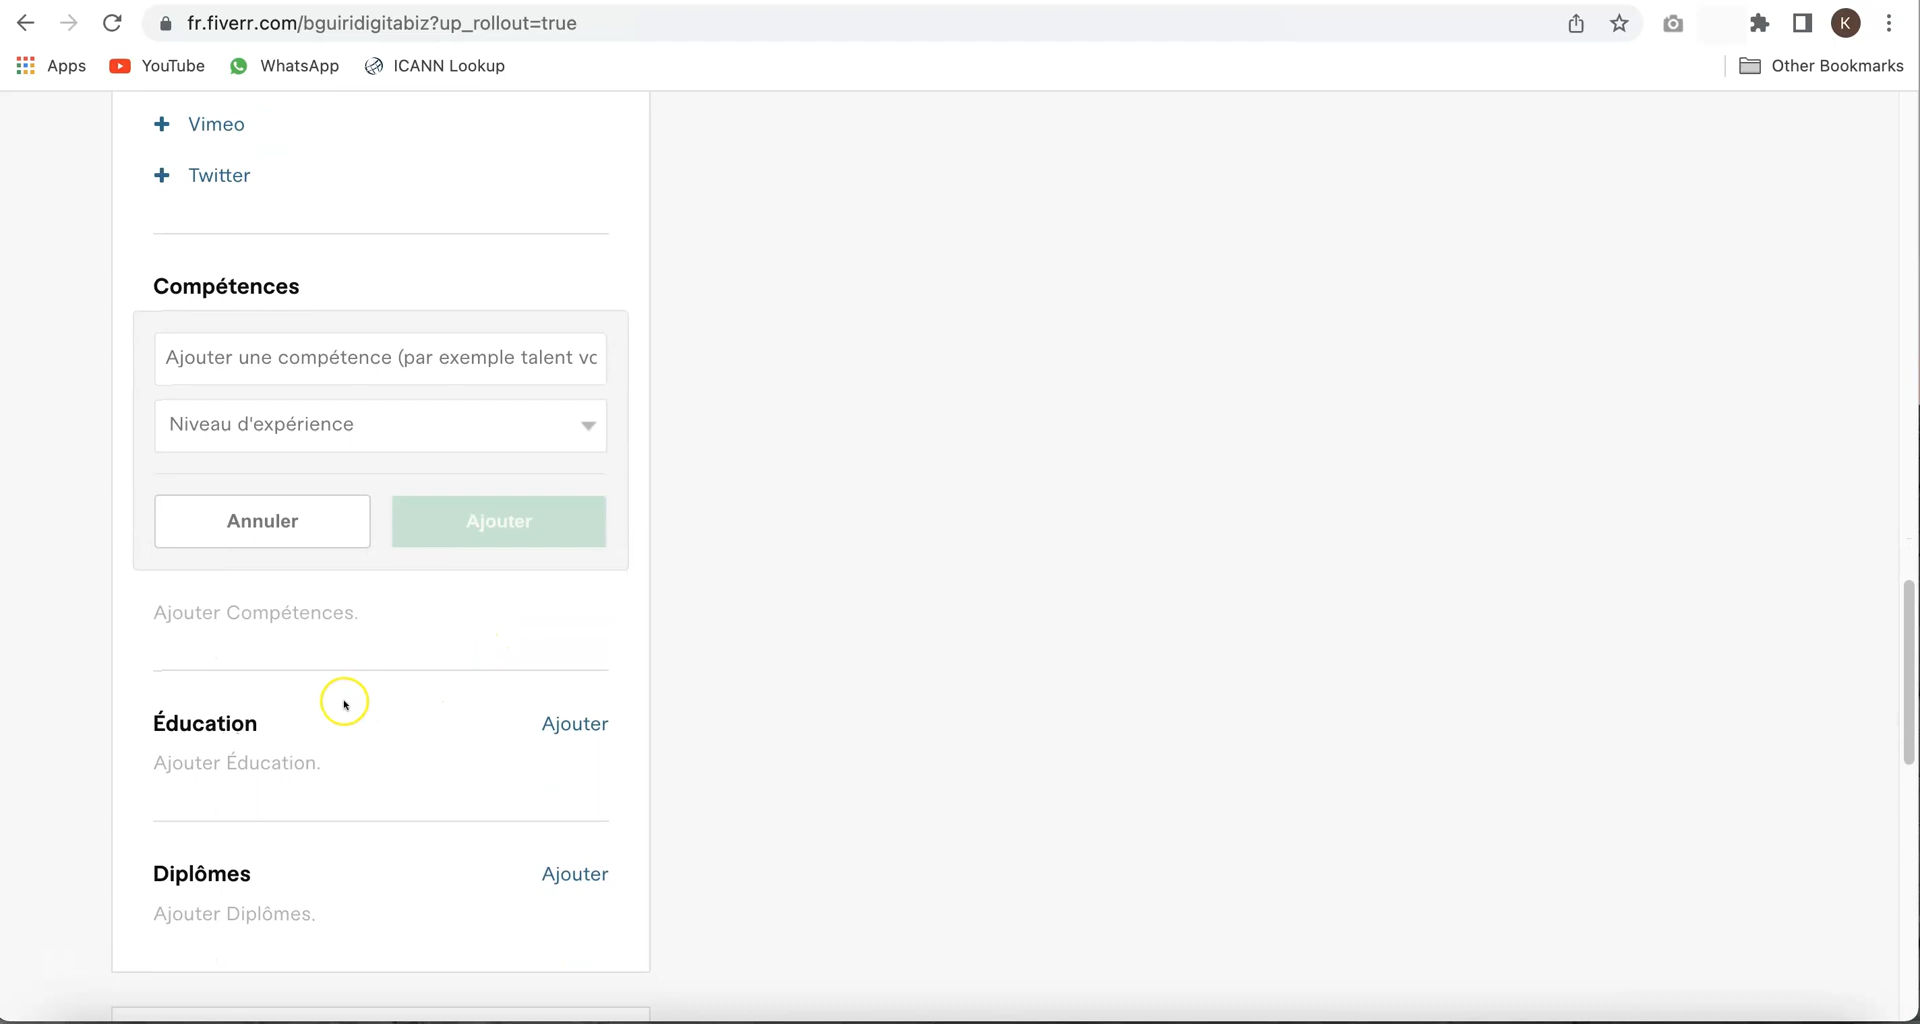 fr.fiverr.com/bguiridigitabiz?up_rollout=true
K
Apps
YouTube
WhatsApp
ICANN Lookup
Other Bookmarks
+ Vimeo
+ Twitter
Compétences
Ajouter une compétence (par exemple talent vo
Niveau d'expérience
Annuler
Ajouter
Ajouter Compétences.
Éducation
Ajouter
Ajouter Éducation.
Diplômes
Ajouter
Ajouter Diplômes.